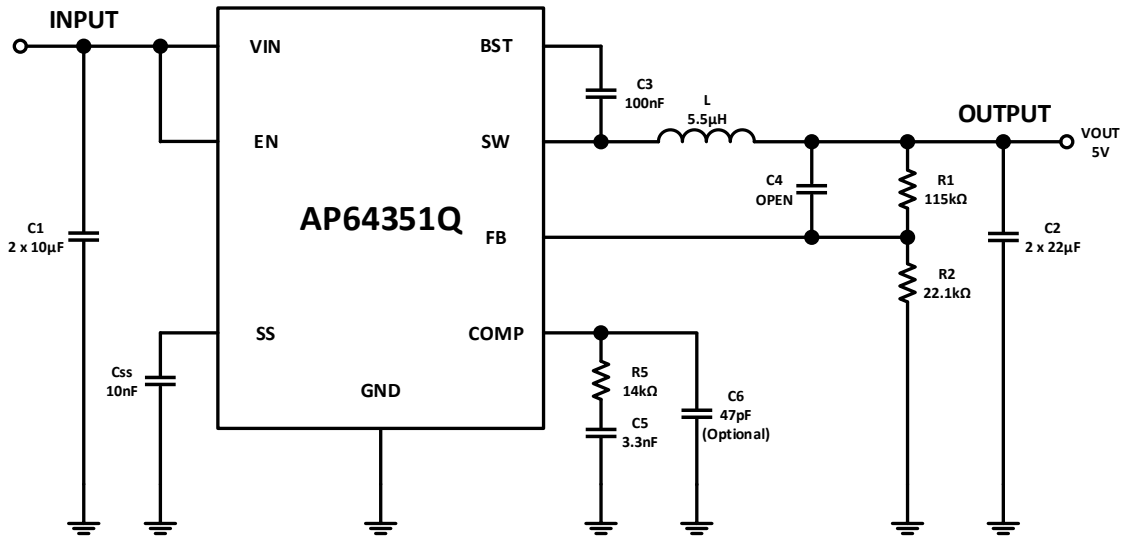 INPUT
VIN
BST
C3
100nF
L
5.5µH
OUTPUT
VOUT
5V
EN
SW
C4
OPEN
R1
115kΩ
AP64351Q
FB
C1
2 x 10µF
C2
2 x 22µF
R2
22.1kΩ
SS
COMP
Css
10nF
GND
R5
14kΩ
C5
3.3nF
C6
47pF
(Optional)